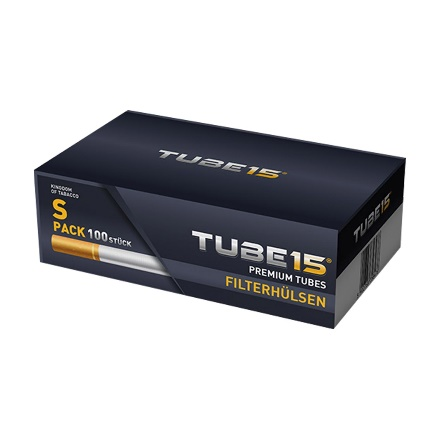 TUBE15®
KINGDOM
OF TABACCO
S
PACK 100 STÜCK
TUBE15®
PREMIUM TUBES
FILTERHÜLSEN